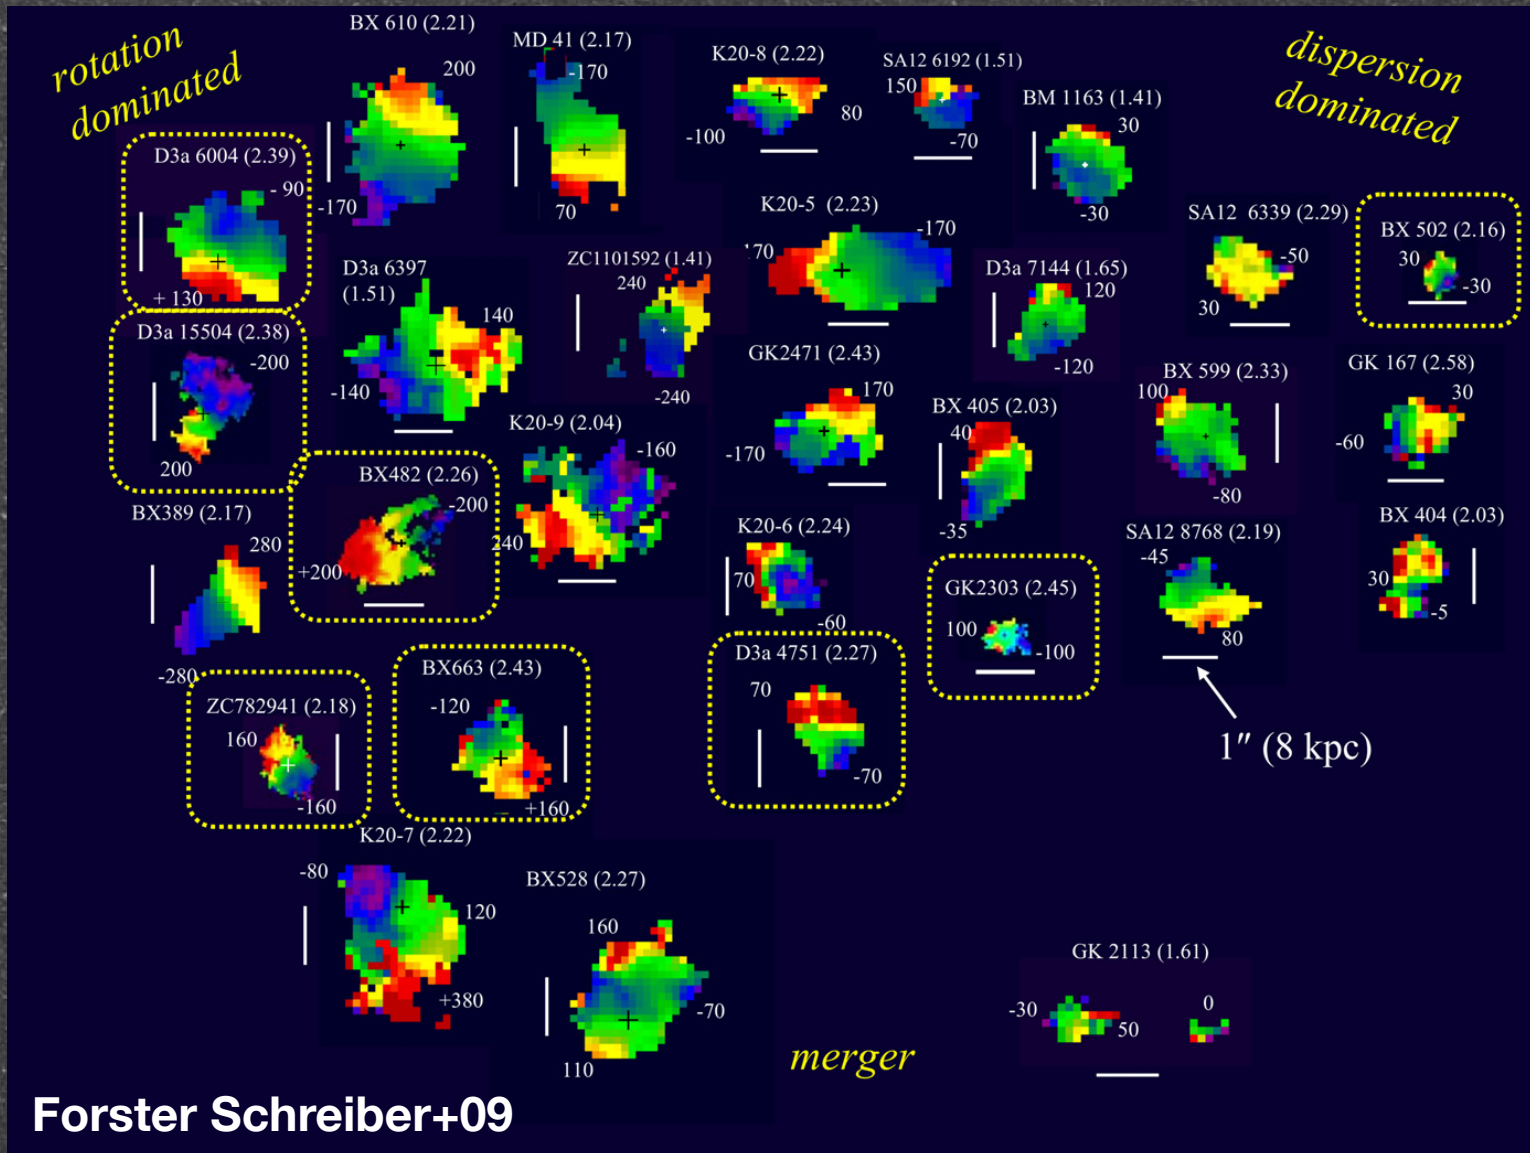 rotation
dominated
dispersion
dominated
BX 610 (2.21)
200
-170
MD 41 (2.17)
-170
70
K20-8 (2.22)
80
-100
SA12 6192 (1.51)
150
-70
BM 1163 (1.41)
30
-30
D3a 6004 (2.39)
- 90
+ 130
K20-5 (2.23)
-170
170
SA12 6339 (2.29)
-50
30
BX 502 (2.16)
30
-30
D3a 6397
(1.51)
140
-140
ZC1101592 (1.41)
240
-240
D3a 7144 (1.65)
120
-120
D3a 15504 (2.38)
-200
200
GK2471 (2.43)
170
-170
BX 599 (2.33)
100
-80
GK 167 (2.58)
30
-60
BX 405 (2.03)
40
-35
K20-9 (2.04)
-160
240
BX482 (2.26)
-200
+200
BX389 (2.17)
280
-280
K20-6 (2.24)
70
-60
SA12 8768 (2.19)
-45
80
BX 404 (2.03)
30
-5
GK2303 (2.45)
100
-100
D3a 4751 (2.27)
70
-70
BX663 (2.43)
-120
+160
ZC782941 (2.18)
160
-160
1″ (8 kpc)
K20-7 (2.22)
-80
120
+380
BX528 (2.27)
160
-70
110
GK 2113 (1.61)
-30
50
0
merger
Forster Schreiber+09